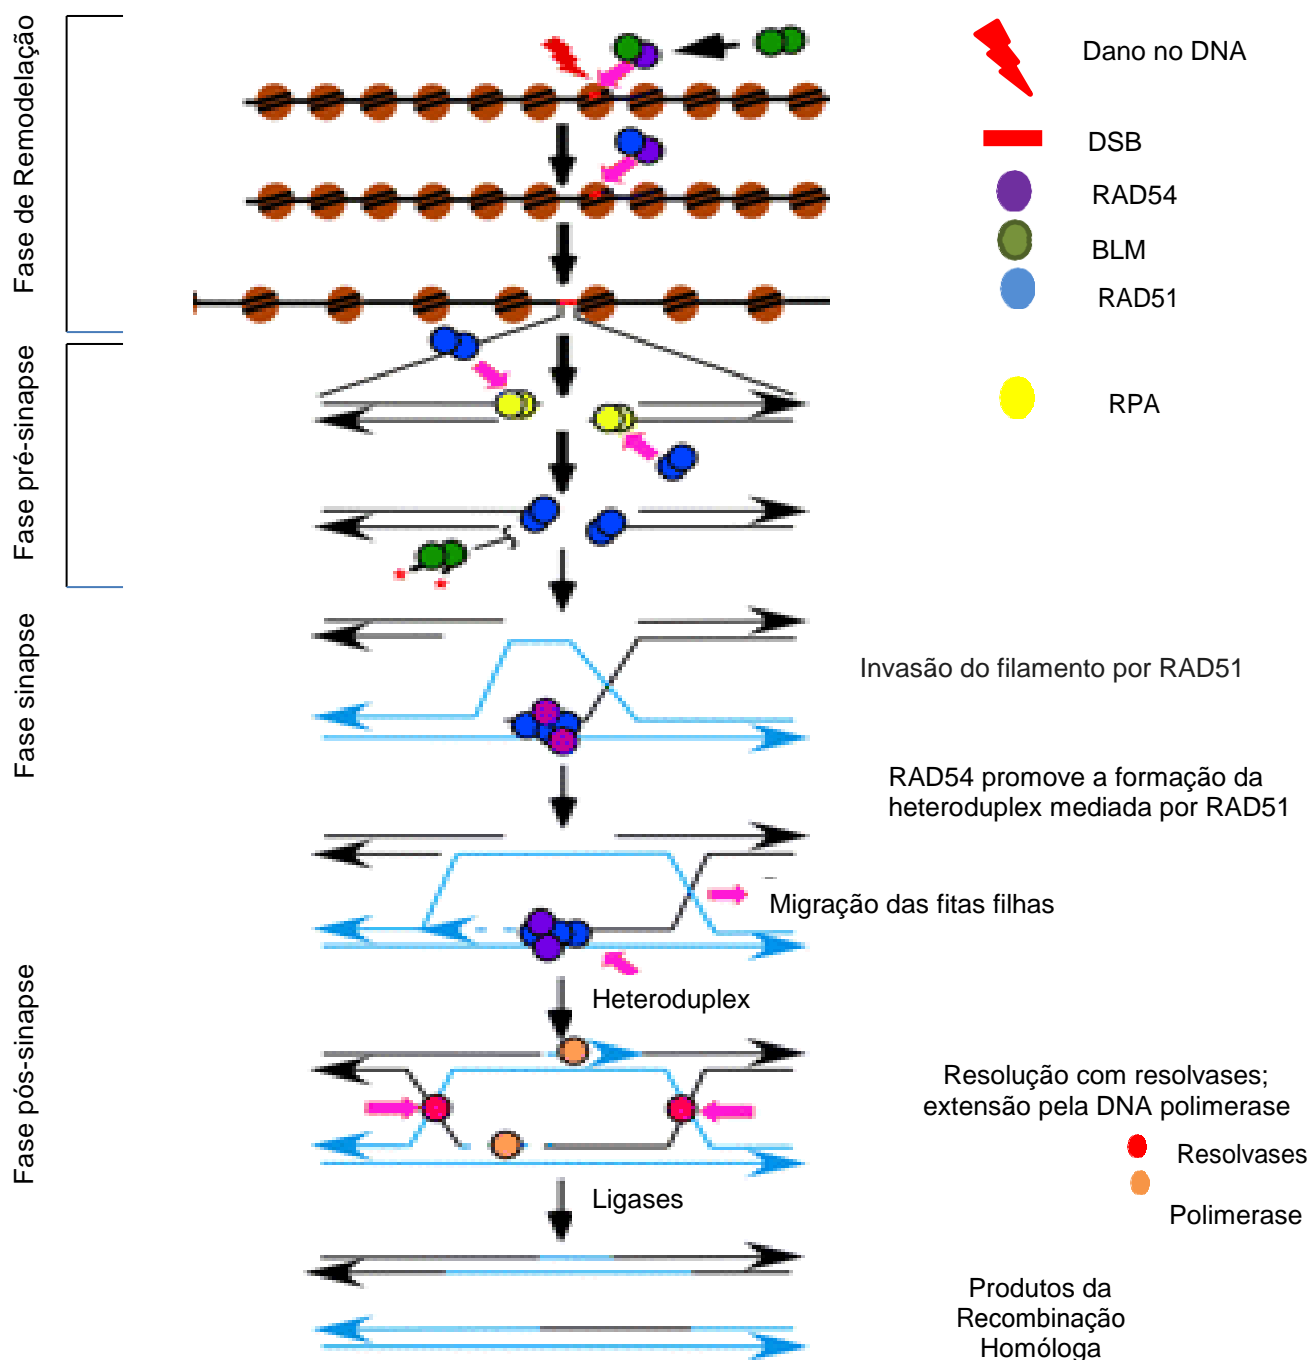 Fase de Remodelação
Dano no DNA
DSB
RAD54
BLM
RAD51
Fase pré-sinapse
RPA
Fase sinapse
Invasão do filamento por RAD51
RAD54 promove a formação da
heteroduplex mediada por RAD51
Migração das fitas filhas
Fase pós-sinapse
Heteroduplex
Resolução com resolvases;
extensão pela DNA polimerase
Resolvases
Polimerase
Ligases
Produtos da
Recombinação
Homóloga